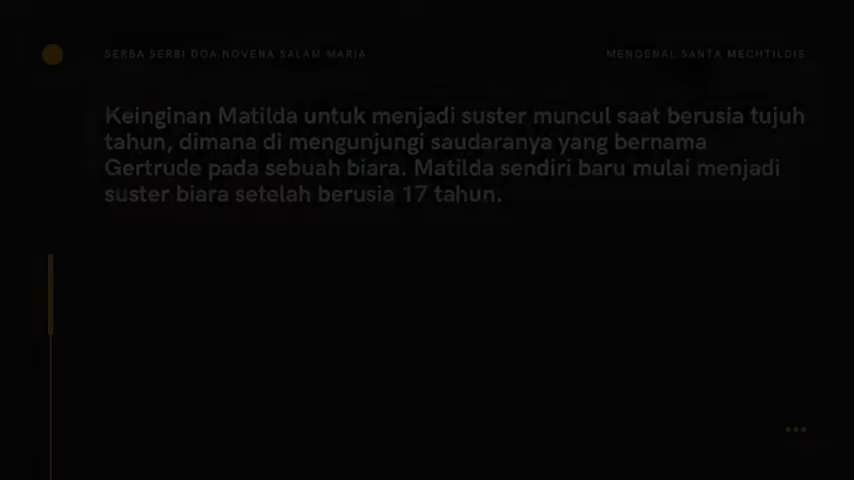 SERBA SERBI DOA NOVENA SALAM MARIA
MENGENAL SANTA MECHTILDIS
Keinginan Matilda untuk menjadi suster muncul saat berusia tujuh
tahun, dimana di mengunjungi saudaranya yang bernama
Gertrude pada sebuah biara. Matilda sendiri baru mulai menjadi
suster biara setelah berusia 17 tahun.